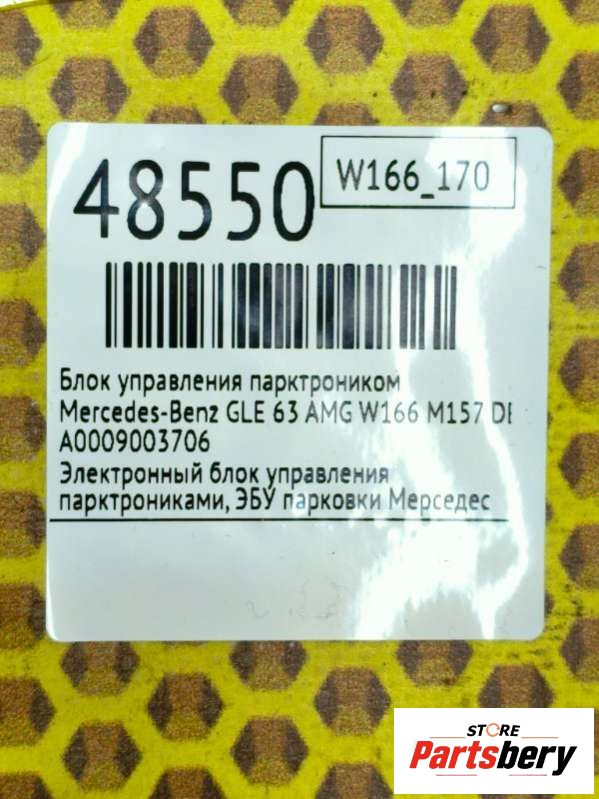 48550
W166_170
Блок управления парктроником
Mercedes-Benz GLE 63 AMG W166 M157 DE
A0009003706
Электронный блок управления
парктрониками, ЭБУ парковки Мерседес
STORE
Partsbery